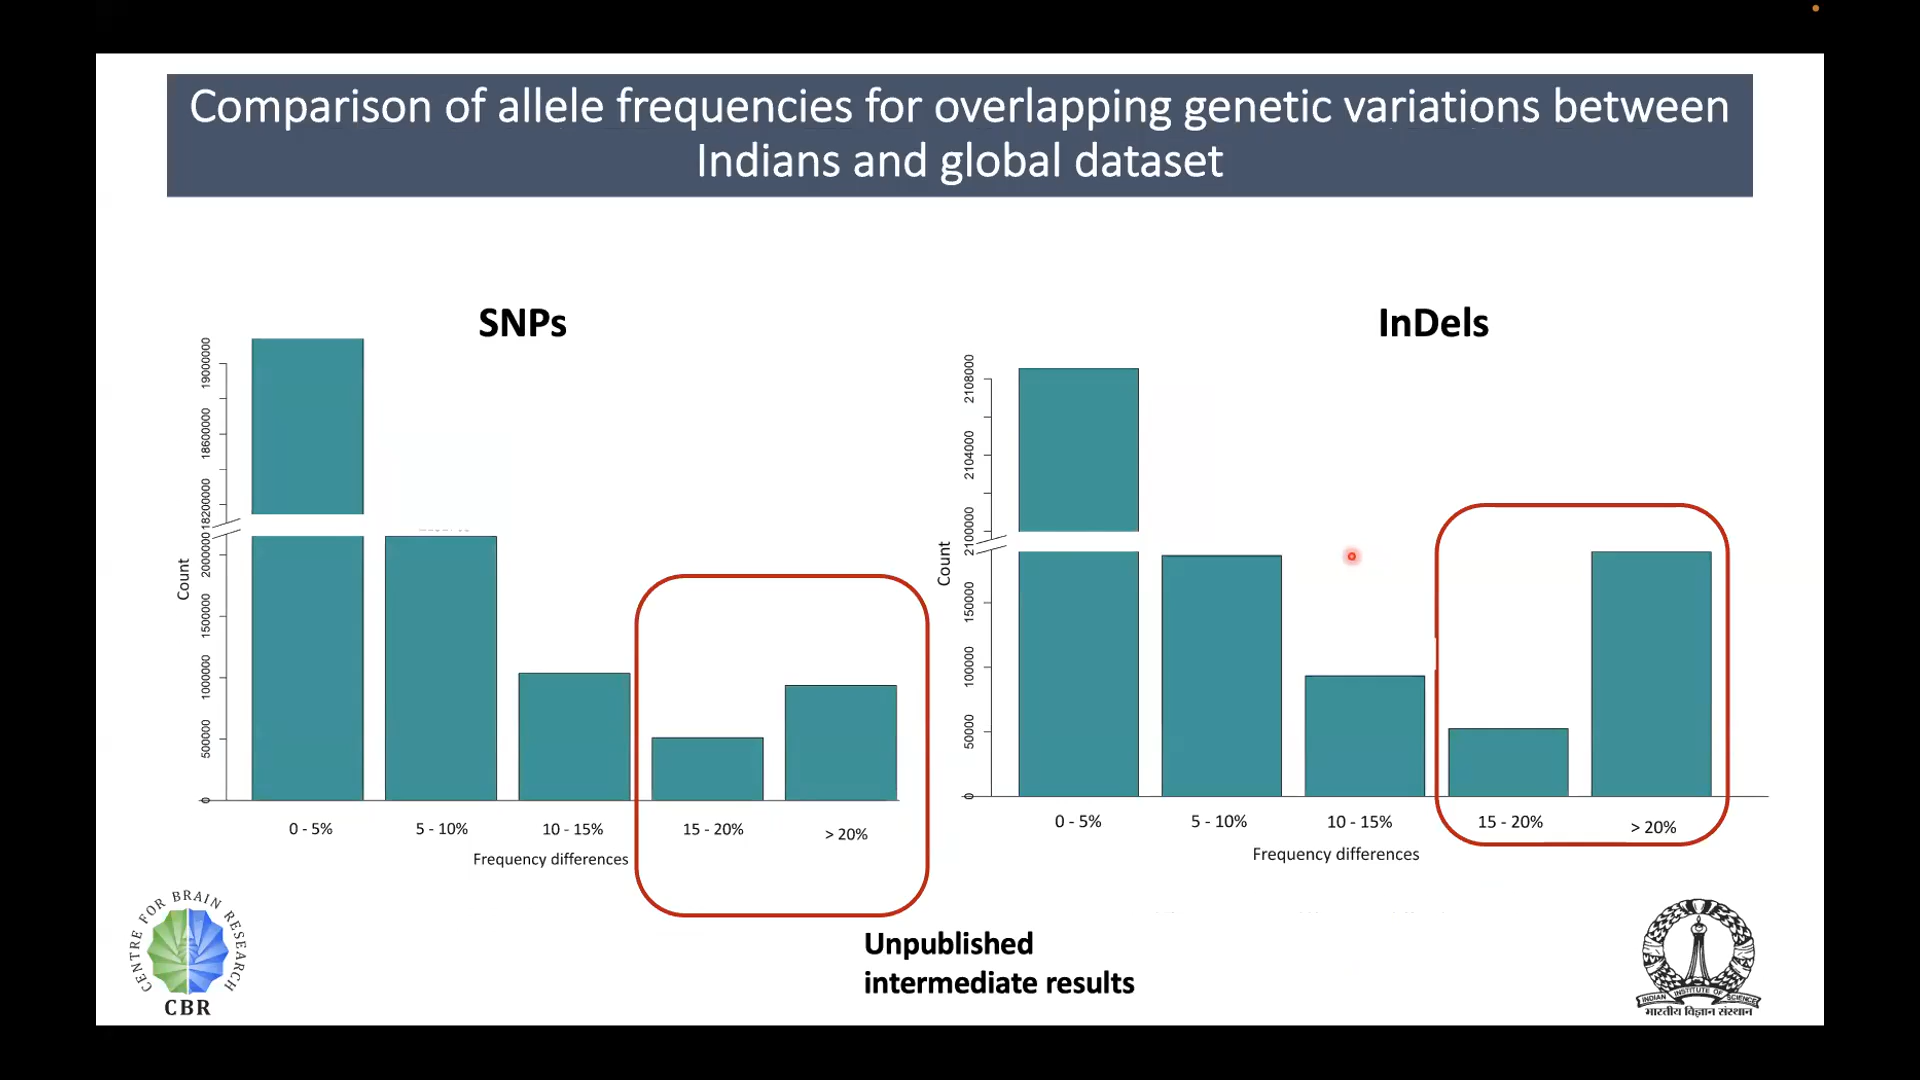 Comparison of allele frequencies for overlapping genetic variations between
Indians and global dataset
SNPs
Count
19000000
18600000
18200000
2000000
1500000
1000000
500000
0
0 - 5%
5 - 10%
10 - 15%
15 - 20%
> 20%
Frequency differences
InDels
Count
2108000
2104000
2100000
150000
100000
50000
0
0 - 5%
5 - 10%
10 - 15%
15 - 20%
> 20%
Frequency differences
Unpublished
intermediate results
CENTRE FOR BRAIN RESEARCH
CBR
INDIAN INSTITUTE OF SCIENCE
भारतीय विज्ञान संस्थान